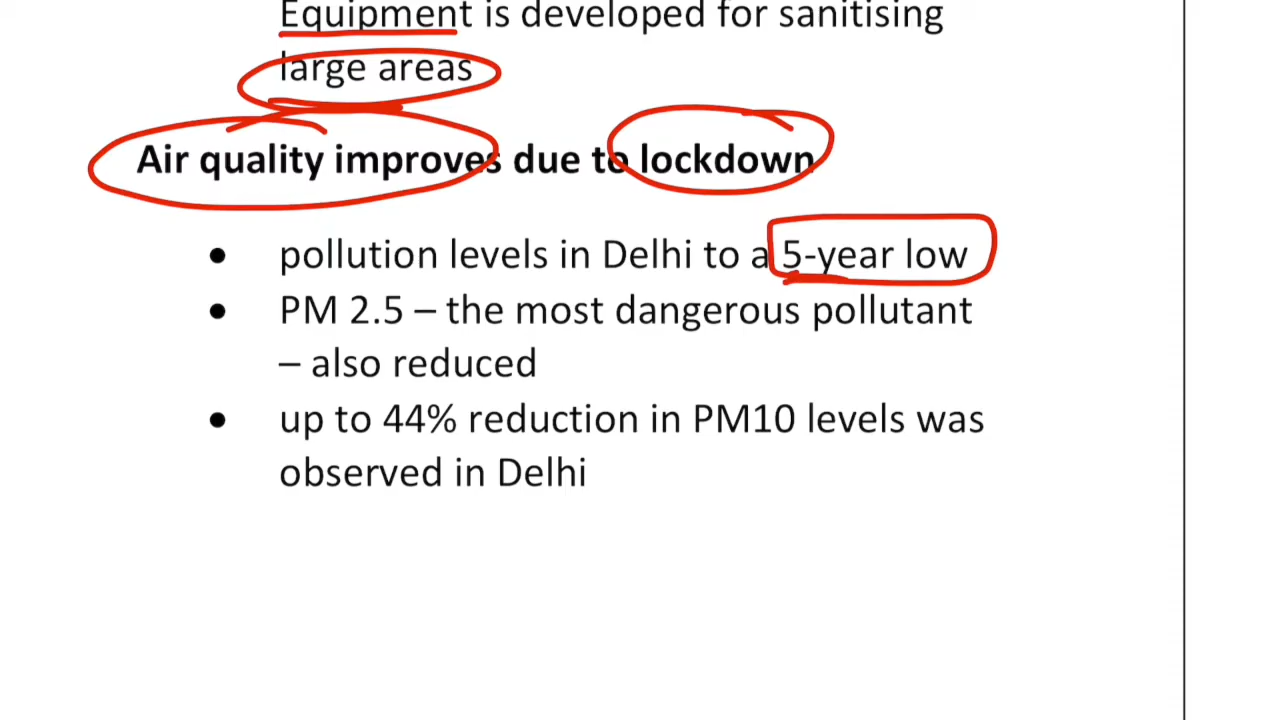 Equipment is developed for sanitising
large areas
Air quality improves due to lockdown
• pollution levels in Delhi to a 5-year low
• PM 2.5 – the most dangerous pollutant
– also reduced
• up to 44% reduction in PM10 levels was
observed in Delhi